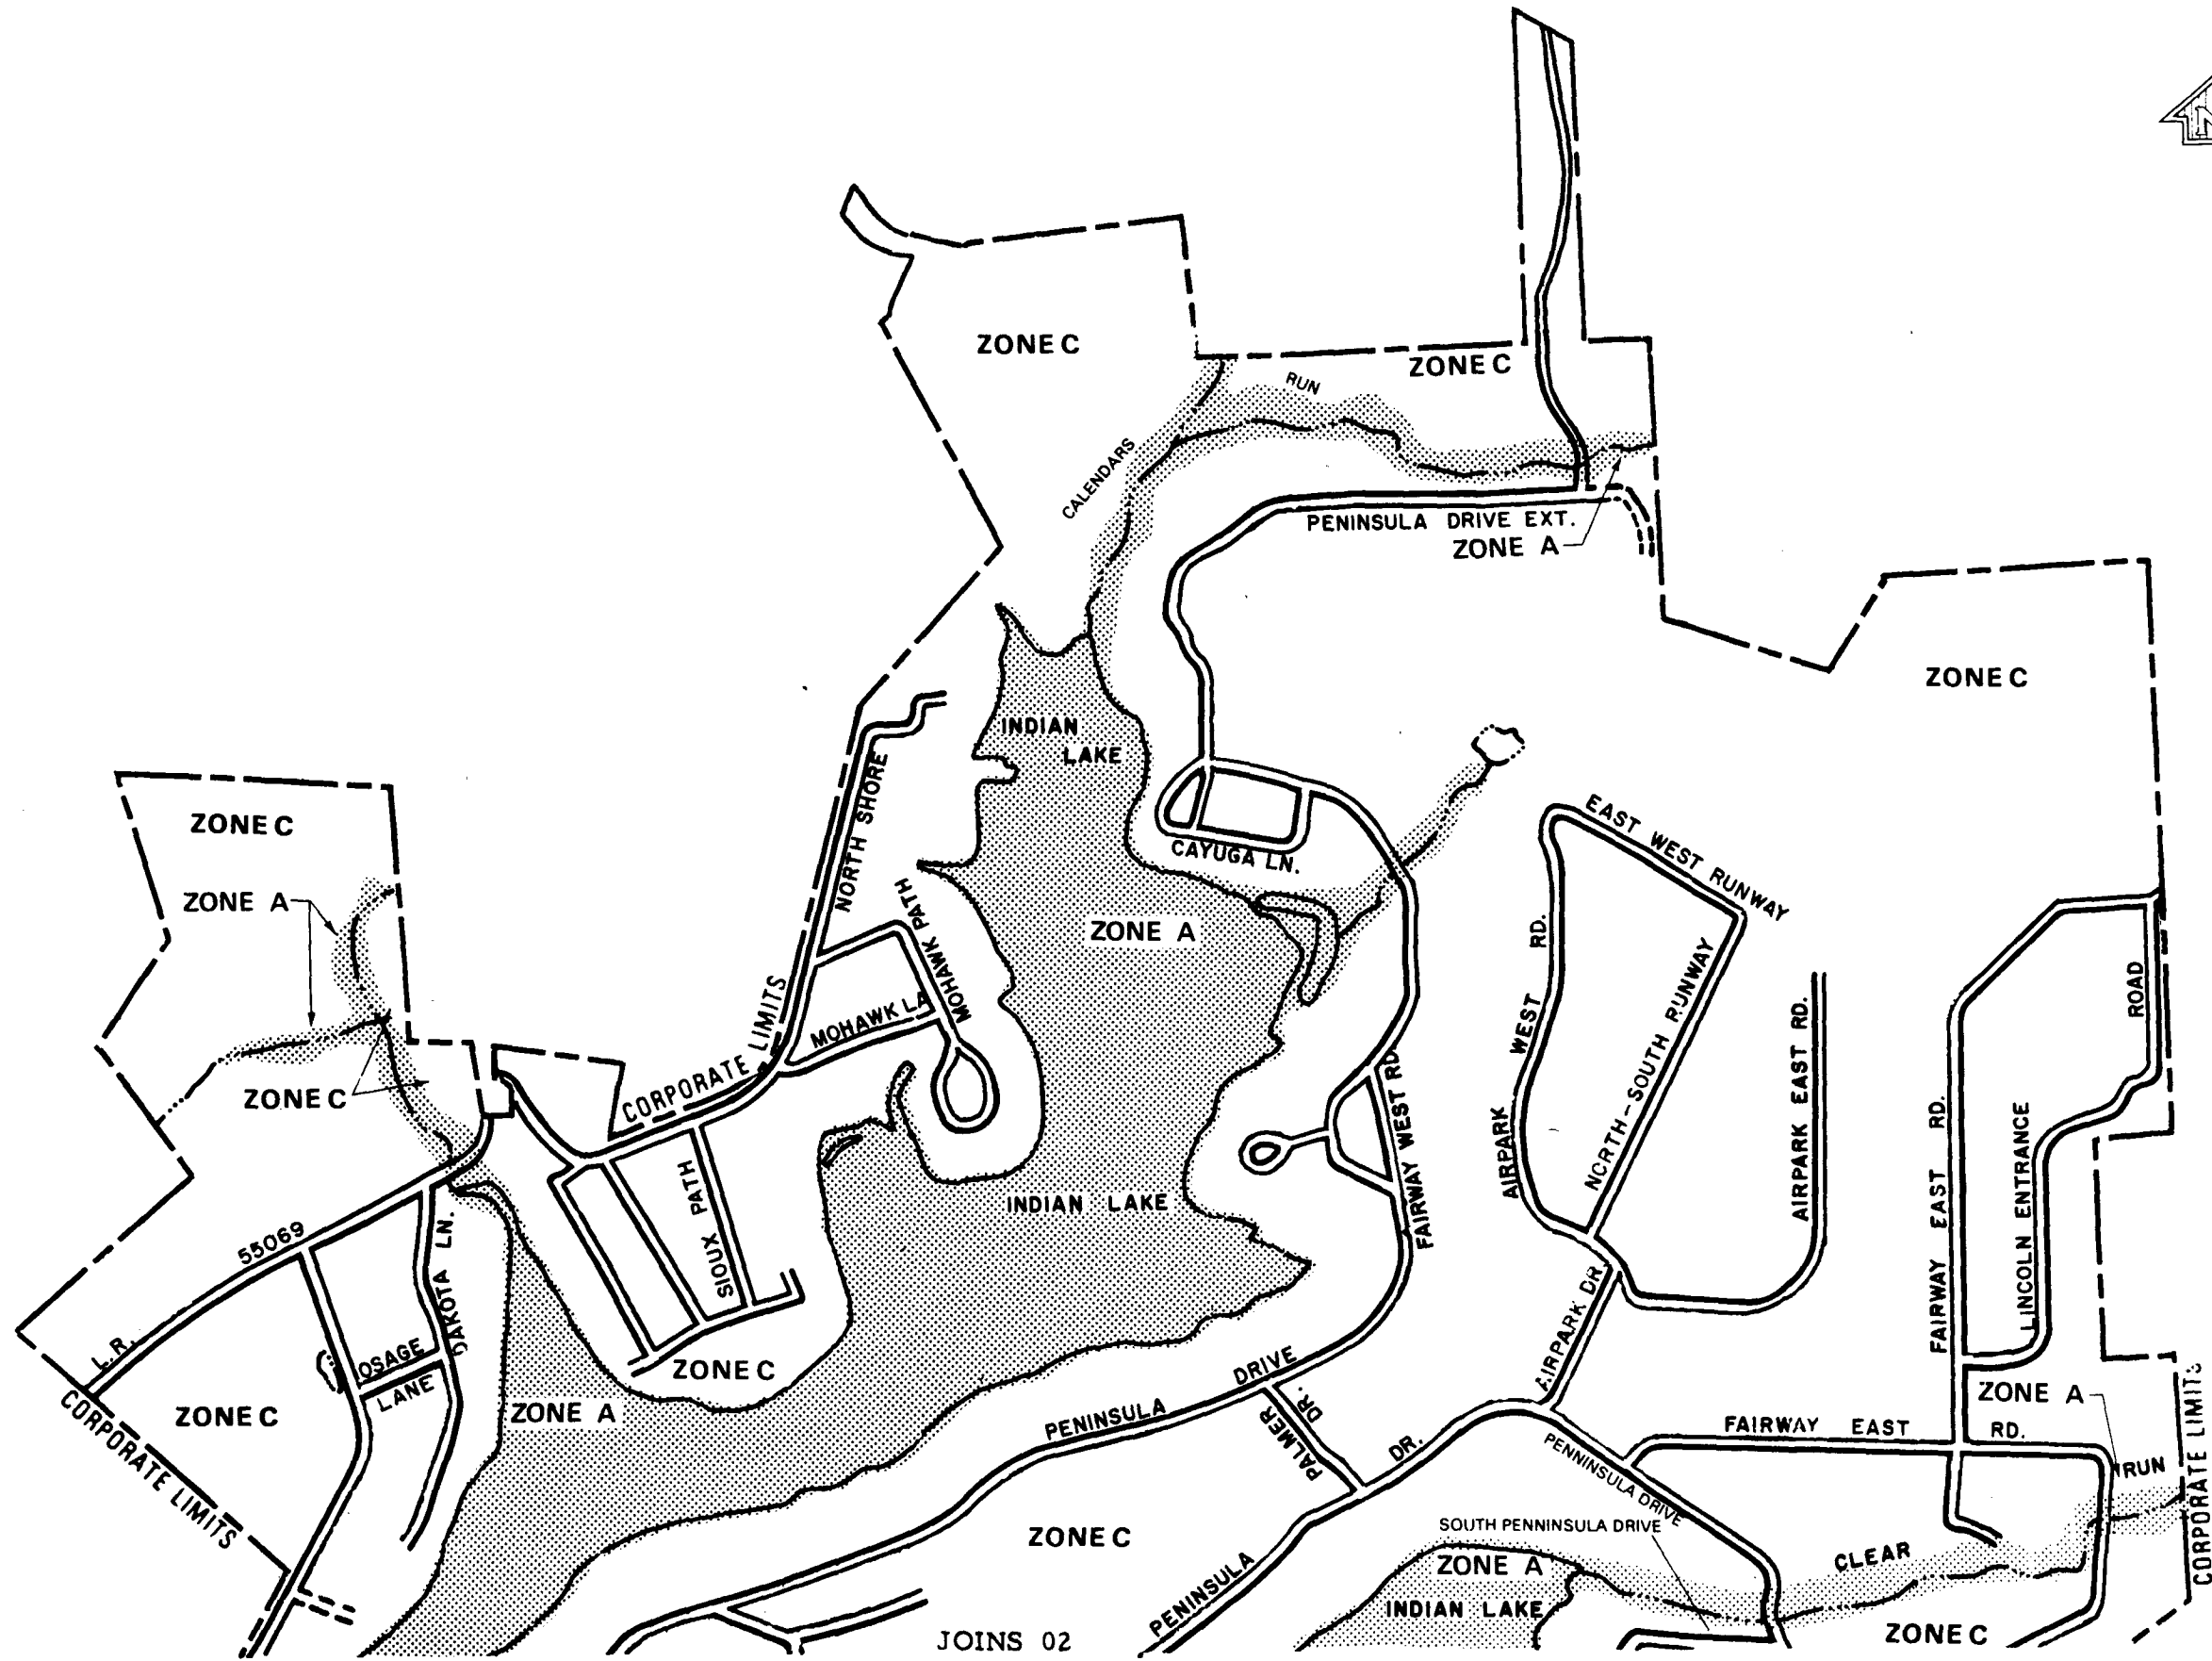 N
ZONE C
ZONE C
RUN
CALENDARS
PENINSULA DRIVE EXT.
ZONE A
ZONE C
INDIAN
LAKE
NORTH SHORE
ZONE C
CAYUGA LN.
EAST WEST RUNWAY
ZONE A
MOHAWK PATH
MOHAWK PATH
ZONE A
AIRPARK WEST RD.
NORTH-SOUTH RUNWAY
AIRPARK EAST RD.
ROAD
MOHAWK LA
CORPORATE LIMITS
ZONE C
FAIRWAY WEST RD.
FAIRWAY EAST RD.
LINCOLN ENTRANCE
SIOUX PATH
INDIAN LAKE
L.R. 55069
DAKOTA LN.
OSAGE
LANE
ZONE C
AIRPARK DR.
PENINSULA DRIVE
PALMER DR.
ZONE A
ZONE C
ZONE A
CORPORATE LIMITS
FAIRWAY EAST RD.
PENINSULA DR.
PENNINSULA DRIVE
RUN
CLEAR
CORPORATE LIMITS
SOUTH PENNINSULA DRIVE
ZONE C
ZONE A
INDIAN LAKE
ZONE C
JOINS 02